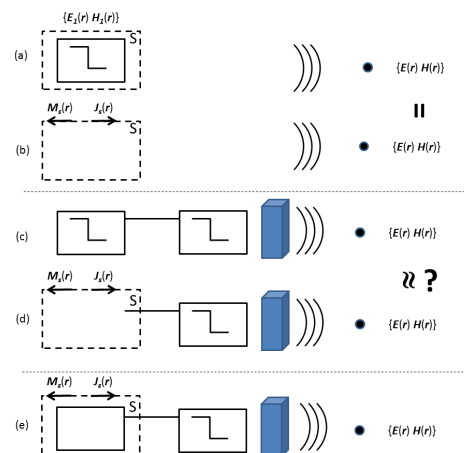 {E₁(r) H₁(r)}
S
(a)
{E(r) H(r)}
Mₛ(r) Jₛ(r)
=
S
(b)
{E(r) H(r)}
(c)
{E(r) H(r)}
≈ ?
Mₛ(r) Jₛ(r)
S
(d)
{E(r) H(r)}
Mₛ(r) Jₛ(r)
S
(e)
{E(r) H(r)}